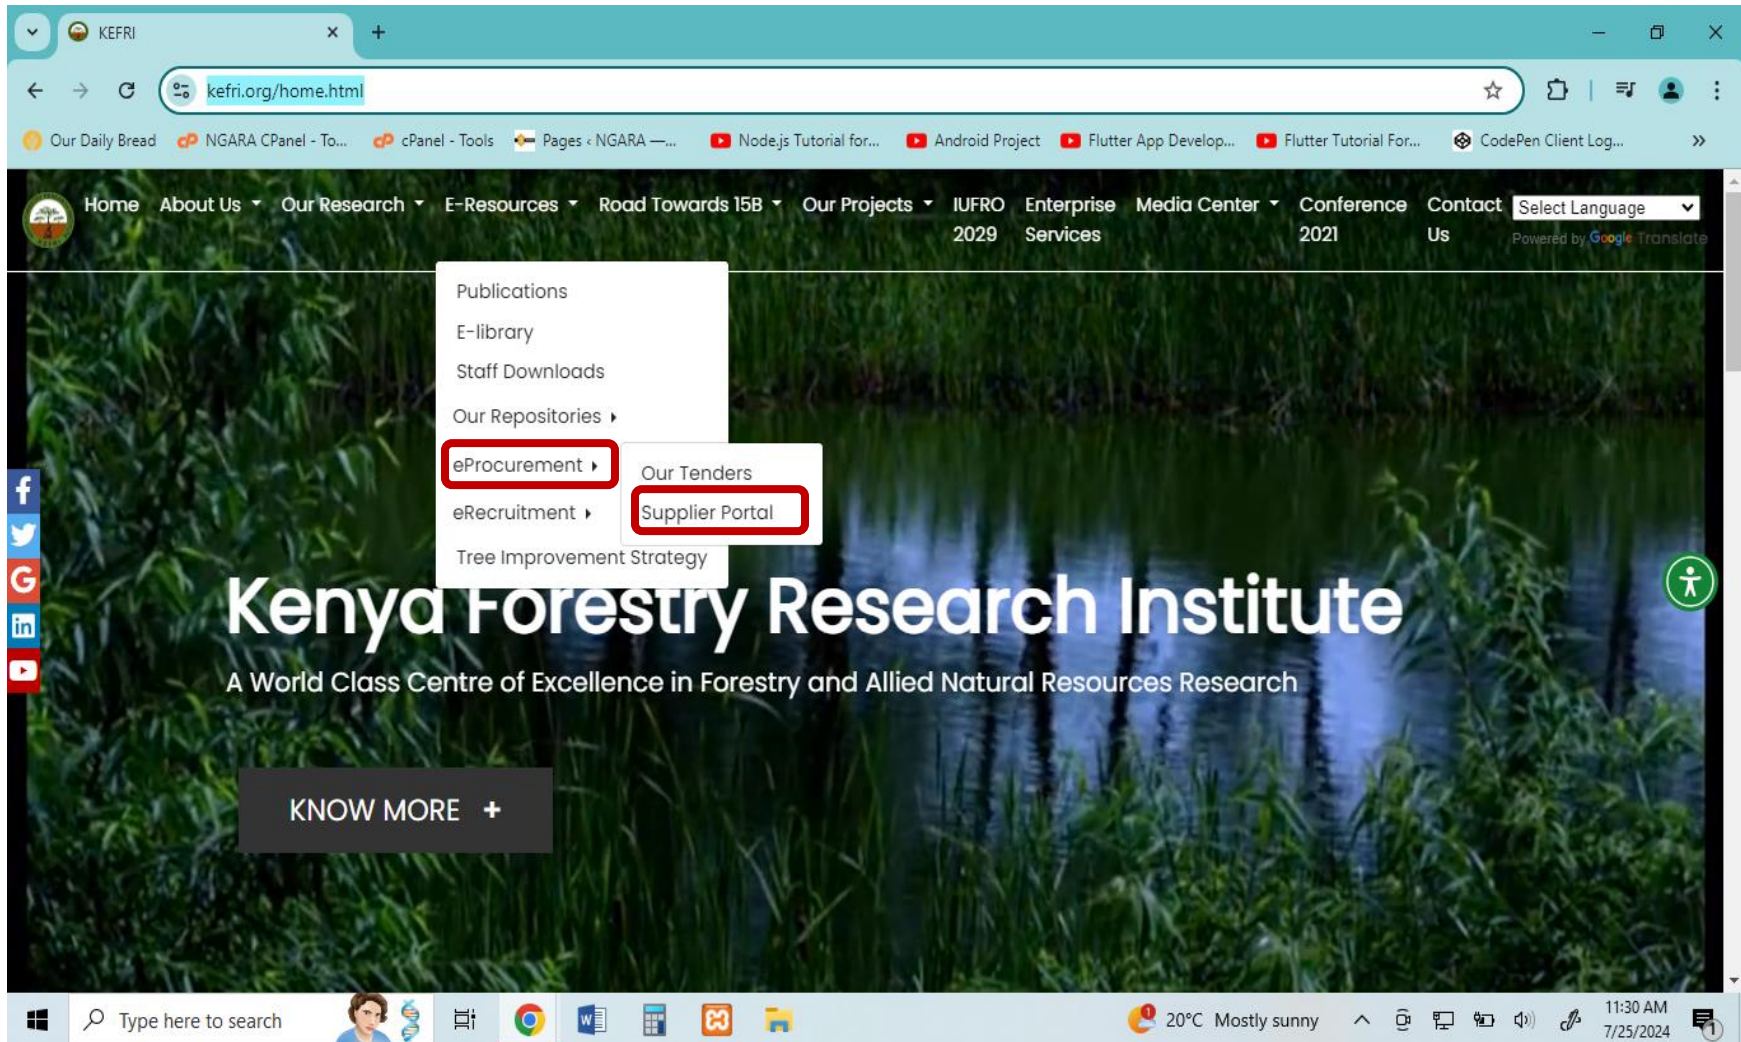 KEFRI
kefri.org/home.html
Our Daily Bread NGARA CPanel - To... cPanel - Tools Pages ‹ NGARA —... Node.js Tutorial for... Android Project Flutter App Develop... Flutter Tutorial For... CodePen Client Log...
Home About Us Our Research E-Resources Road Towards 15B Our Projects IUFRO Enterprise Media Center Conference Contact Select Language
2029 Services 2021 Us Powered by Google Translate
Publications
E-library
Staff Downloads
Our Repositories
eProcurement
Our Tenders
eRecruitment
Supplier Portal
Tree Improvement Strategy
Kenya Forestry Research Institute
A World Class Centre of Excellence in Forestry and Allied Natural Resources Research
KNOW MORE +
Type here to search
20°C Mostly sunny
11:30 AM
7/25/2024
1